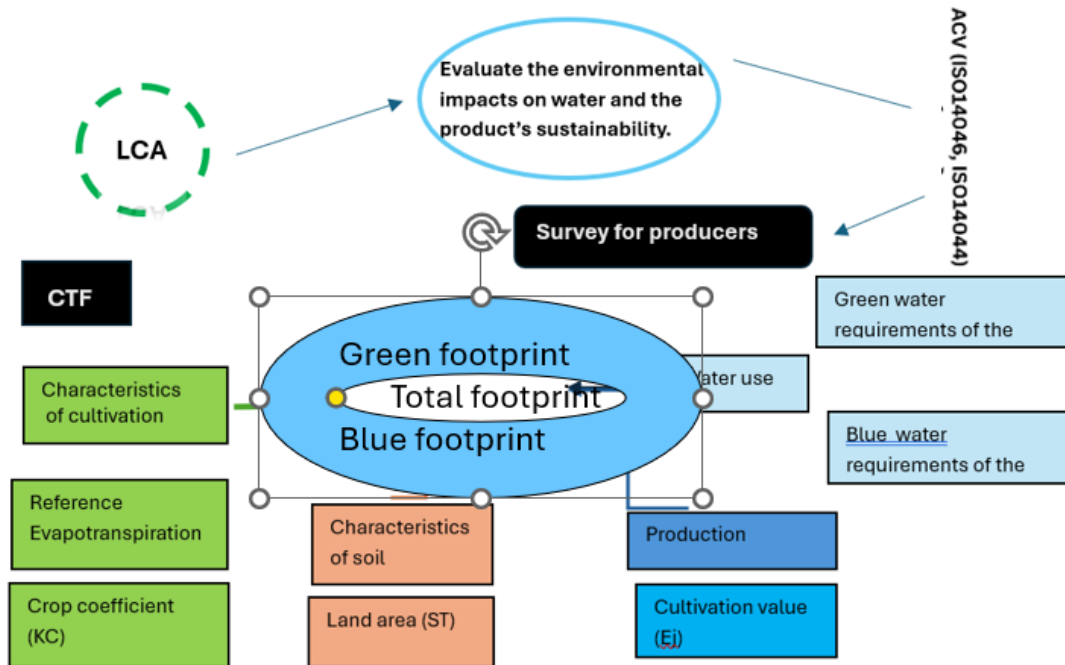 LCA
Evaluate the environmental
impacts on water and the
product's sustainability.
ACV (ISO14046, ISO14044)
Survey for producers
CTF
Green water
requirements of the
Green footprint
Total footprint
Blue footprint
Water use
Characteristics
of cultivation
Blue water
requirements of the
Reference
Evapotranspiration
Characteristics
of soil
Production
Crop coefficient
(KC)
Land area (ST)
Cultivation value
(Ej)